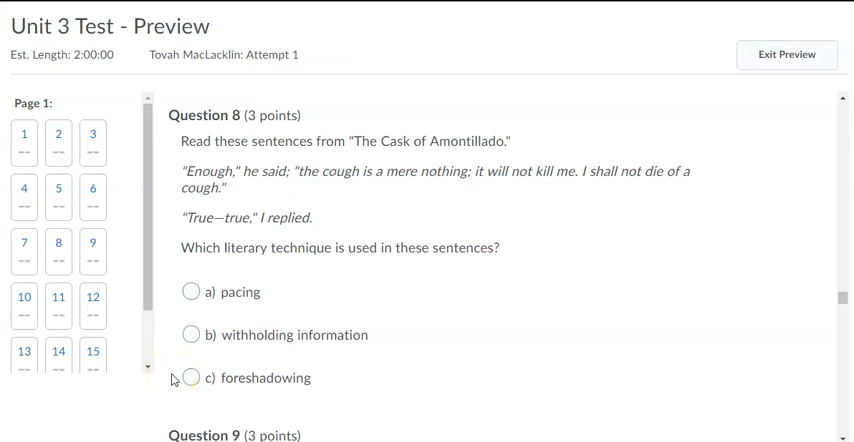 Unit 3 Test - Preview
Est. Length: 2:00:00 Tovah MacLacklin: Attempt 1
Exit Preview
Page 1:
1 2 3
-- -- --
4 5 6
-- -- --
7 8 9
-- -- --
10 11 12
-- -- --
13 14 15
-- -- --
Question 8 (3 points)
Read these sentences from "The Cask of Amontillado."
"Enough," he said; "the cough is a mere nothing; it will not kill me. I shall not die of a
cough."
"True—true," I replied.
Which literary technique is used in these sentences?
a) pacing
b) withholding information
c) foreshadowing
Question 9 (3 points)